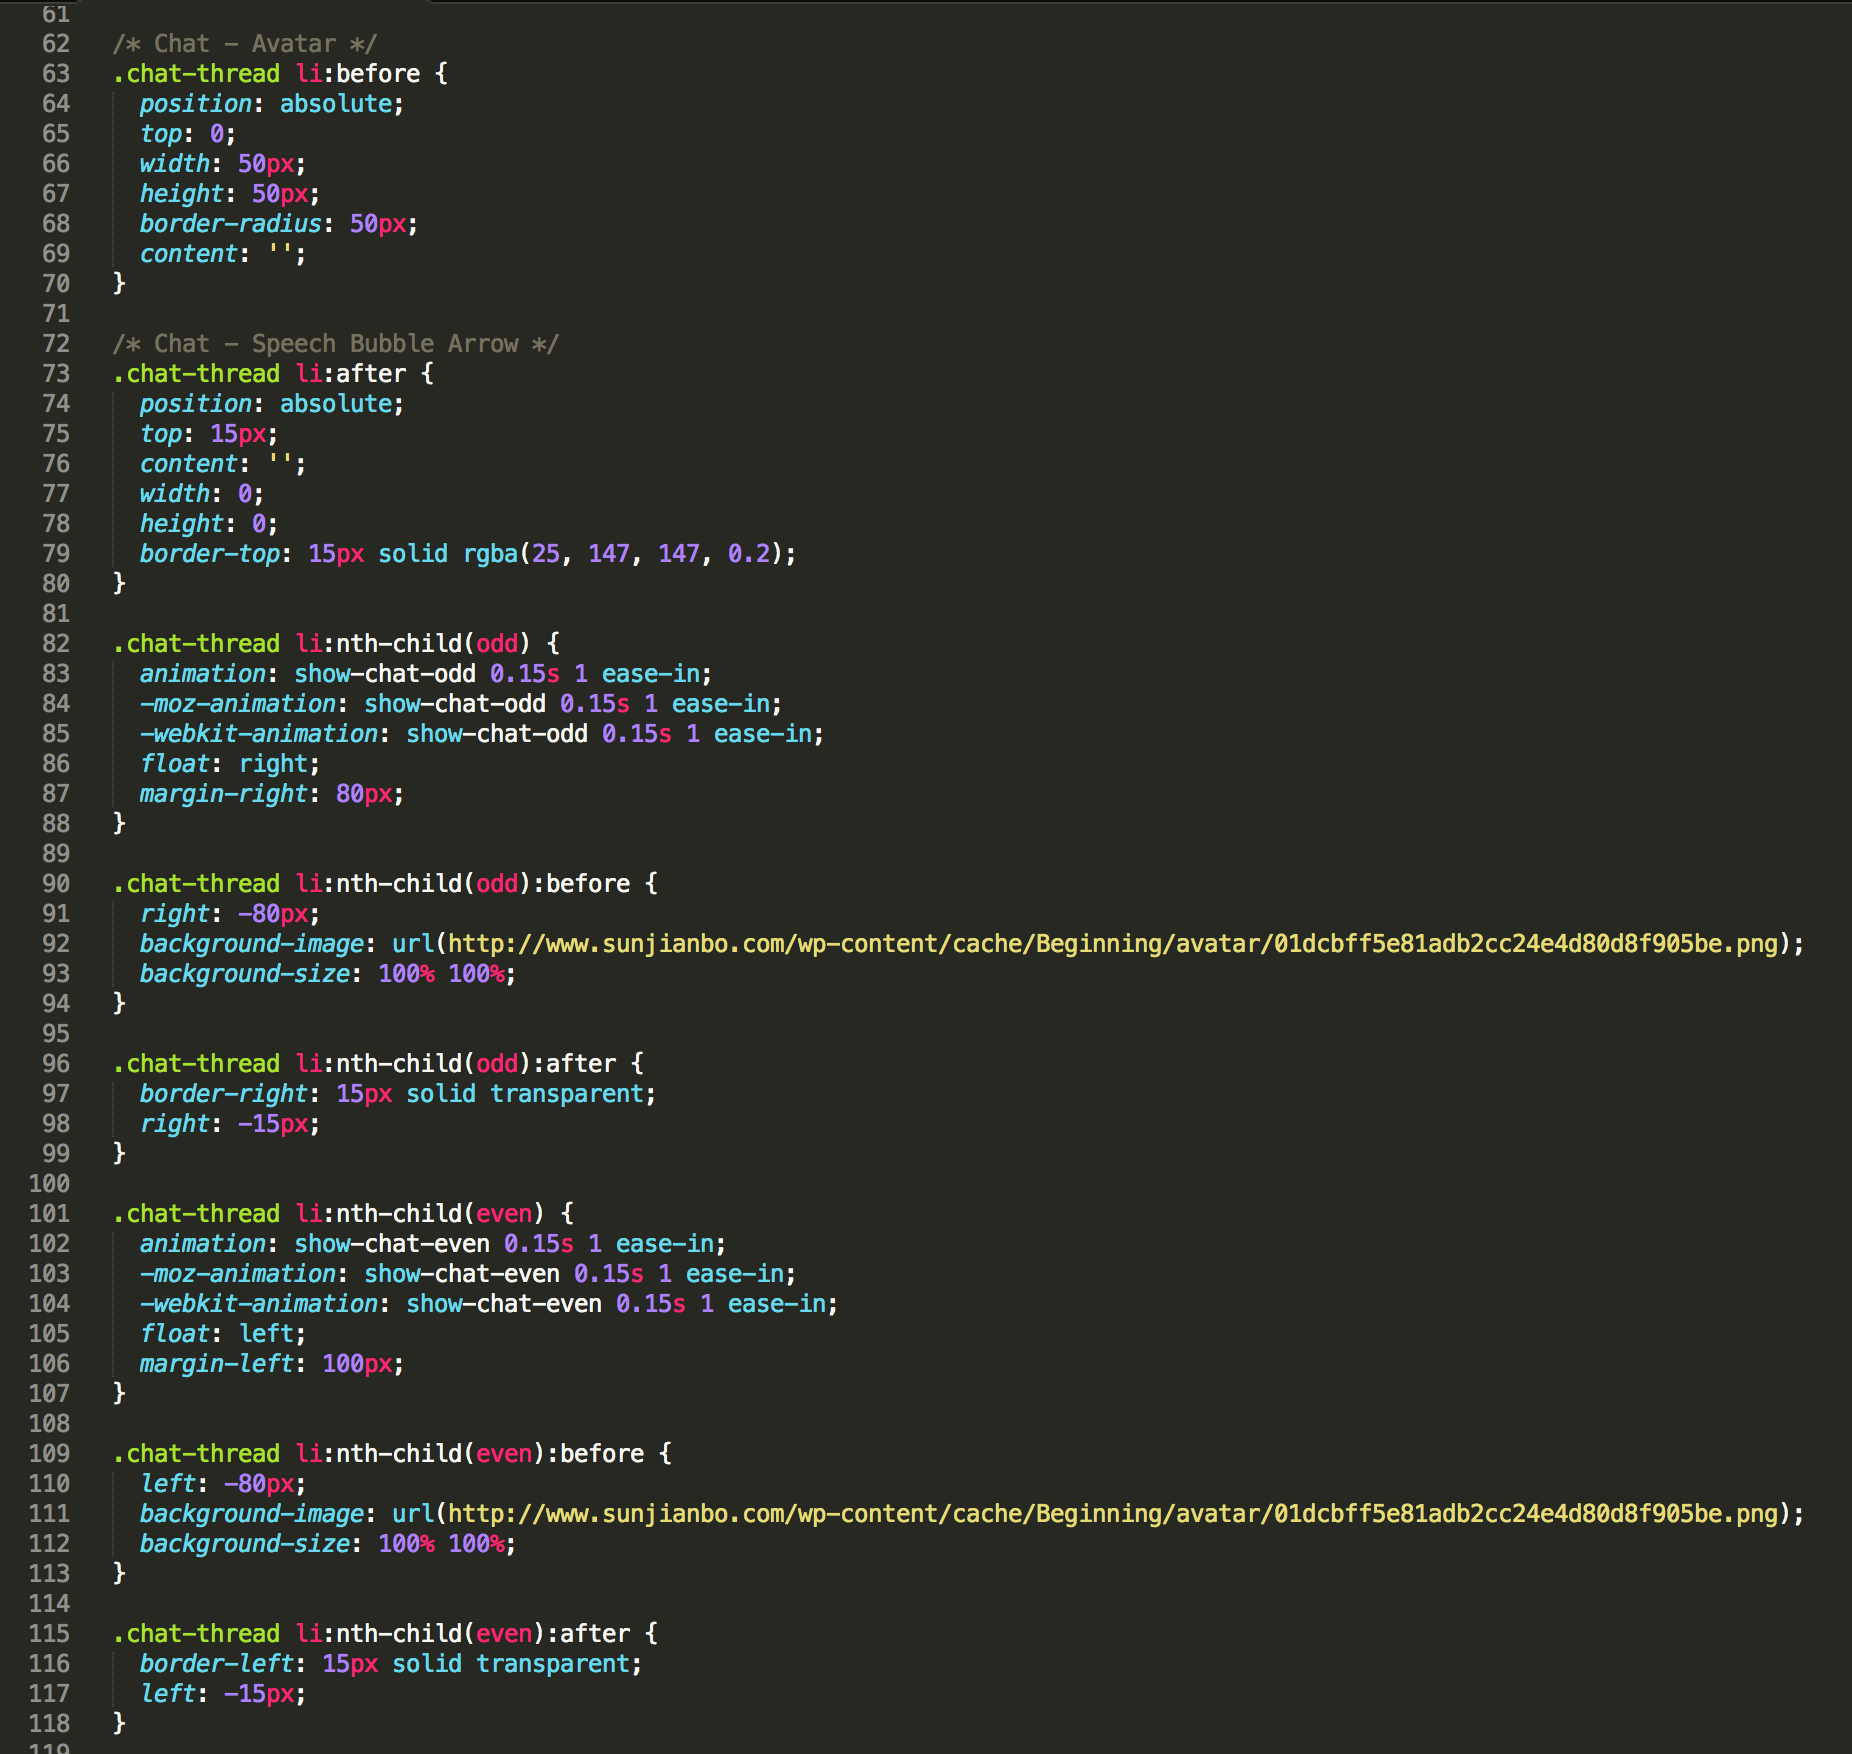 61
62 /* Chat - Avatar */
63 .chat-thread li:before {
64 position: absolute;
65 top: 0;
66 width: 50px;
67 height: 50px;
68 border-radius: 50px;
69 content: '';
70 }
71
72 /* Chat - Speech Bubble Arrow */
73 .chat-thread li:after {
74 position: absolute;
75 top: 15px;
76 content: '';
77 width: 0;
78 height: 0;
79 border-top: 15px solid rgba(25, 147, 147, 0.2);
80 }
81
82 .chat-thread li:nth-child(odd) {
83 animation: show-chat-odd 0.15s 1 ease-in;
84 -moz-animation: show-chat-odd 0.15s 1 ease-in;
85 -webkit-animation: show-chat-odd 0.15s 1 ease-in;
86 float: right;
87 margin-right: 80px;
88 }
89
90 .chat-thread li:nth-child(odd):before {
91 right: -80px;
92 background-image: url(http://www.sunjianbo.com/wp-content/cache/Beginning/avatar/01dcbff5e81adb2cc24e4d80d8f905be.png);
93 background-size: 100% 100%;
94 }
95
96 .chat-thread li:nth-child(odd):after {
97 border-right: 15px solid transparent;
98 right: -15px;
99 }
100
101 .chat-thread li:nth-child(even) {
102 animation: show-chat-even 0.15s 1 ease-in;
103 -moz-animation: show-chat-even 0.15s 1 ease-in;
104 -webkit-animation: show-chat-even 0.15s 1 ease-in;
105 float: left;
106 margin-left: 100px;
107 }
108
109 .chat-thread li:nth-child(even):before {
110 left: -80px;
111 background-image: url(http://www.sunjianbo.com/wp-content/cache/Beginning/avatar/01dcbff5e81adb2cc24e4d80d8f905be.png);
112 background-size: 100% 100%;
113 }
114
115 .chat-thread li:nth-child(even):after {
116 border-left: 15px solid transparent;
117 left: -15px;
118 }
119